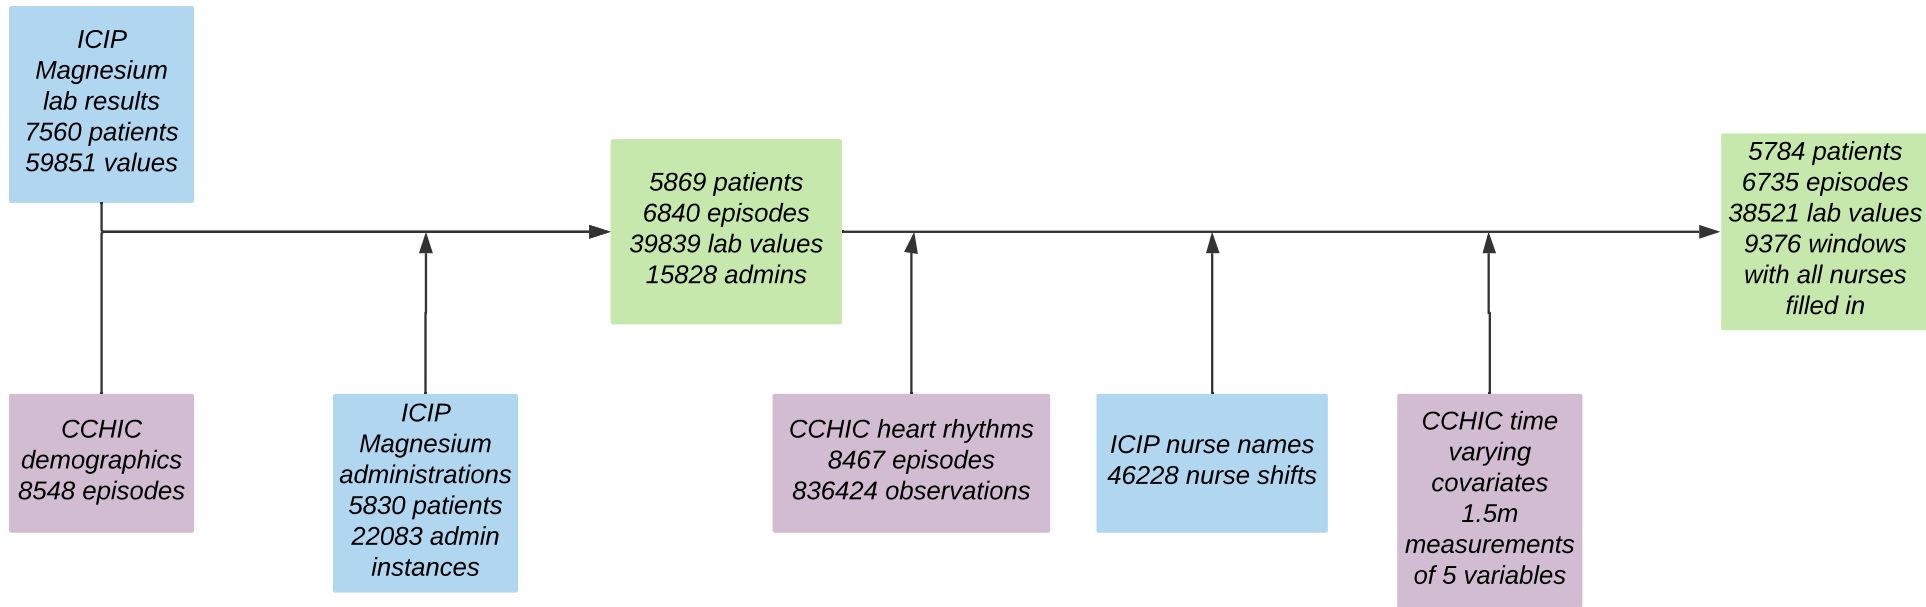 ICIP
Magnesium
lab results
7560 patients
59851 values
CCHIC
demographics
8548 episodes
ICIP
Magnesium
administrations
5830 patients
22083 admin
instances
5869 patients
6840 episodes
39839 lab values
15828 admins
CCHIC heart rhythms
8467 episodes
836424 observations
ICIP nurse names
46228 nurse shifts
CCHIC time
varying
covariates
1.5m
measurements
of 5 variables
5784 patients
6735 episodes
38521 lab values
9376 windows
with all nurses
filled in